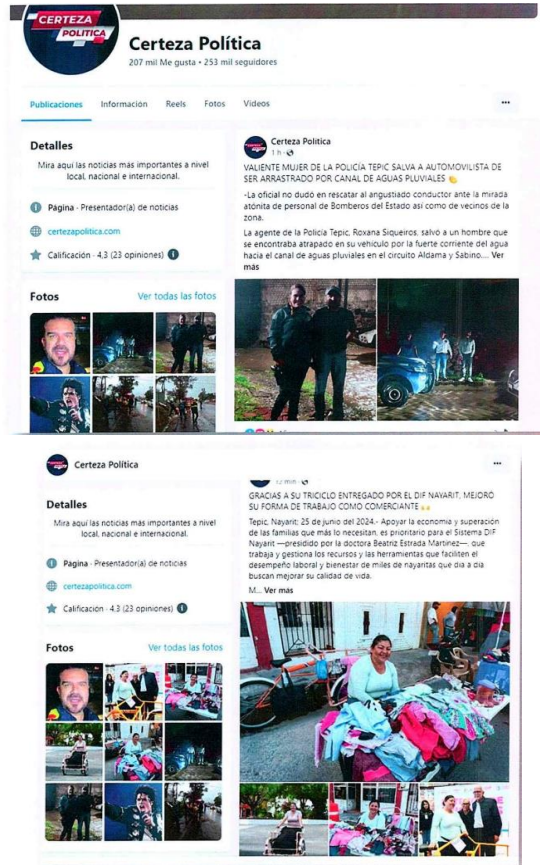 CERTEZA
POLITICA
Certeza Política
207 mil Me gusta • 253 mil seguidores
Publicaciones Información Reels Fotos Videos
Detalles
Mira aquí las noticias más importantes a nivel
local, nacional e internacional.
Página · Presentador(a) de noticias
certezapolitica.com
Calificación · 4,3 (23 opiniones)
Fotos Ver todas las fotos
Certeza Política
1 h ·
VALIENTE MUJER DE LA POLICÍA TEPIC SALVA A AUTOMOVILISTA DE
SER ARRASTRADO POR CANAL DE AGUAS PLUVIALES
-La oficial no dudó en rescatar al angustiado conductor ante la mirada
atónita de personal de Bomberos del Estado así como de vecinos de la
zona.
La agente de la Policía Tepic, Roxana Siqueiros, salvó a un hombre que
se encontraba atrapado en su vehículo por la fuerte corriente del agua
hacia el canal de aguas pluviales en el circuito Aldama y Sabino.... Ver
más
Certeza Política
Detalles
Mira aquí las noticias más importantes a nivel
local, nacional e internacional.
Página · Presentador(a) de noticias
certezapolitica.com
Calificación · 4,3 (23 opiniones)
Fotos Ver todas las fotos
12 min ·
GRACIAS A SU TRICICLO ENTREGADO POR EL DIF NAYARIT, MEJORÓ
SU FORMA DE TRABAJO COMO COMERCIANTE
Tepic, Nayarit; 25 de junio del 2024.- Apoyar la economía y superación
de las familias que más lo necesitan, es prioritario para el Sistema DIF
Nayarit —presidido por la doctora Beatriz Estrada Martínez—, que
trabaja y gestiona los recursos y las herramientas que faciliten el
desempeño laboral y bienestar de miles de nayaritas que día a día
buscan mejorar su calidad de vida.
M... Ver más